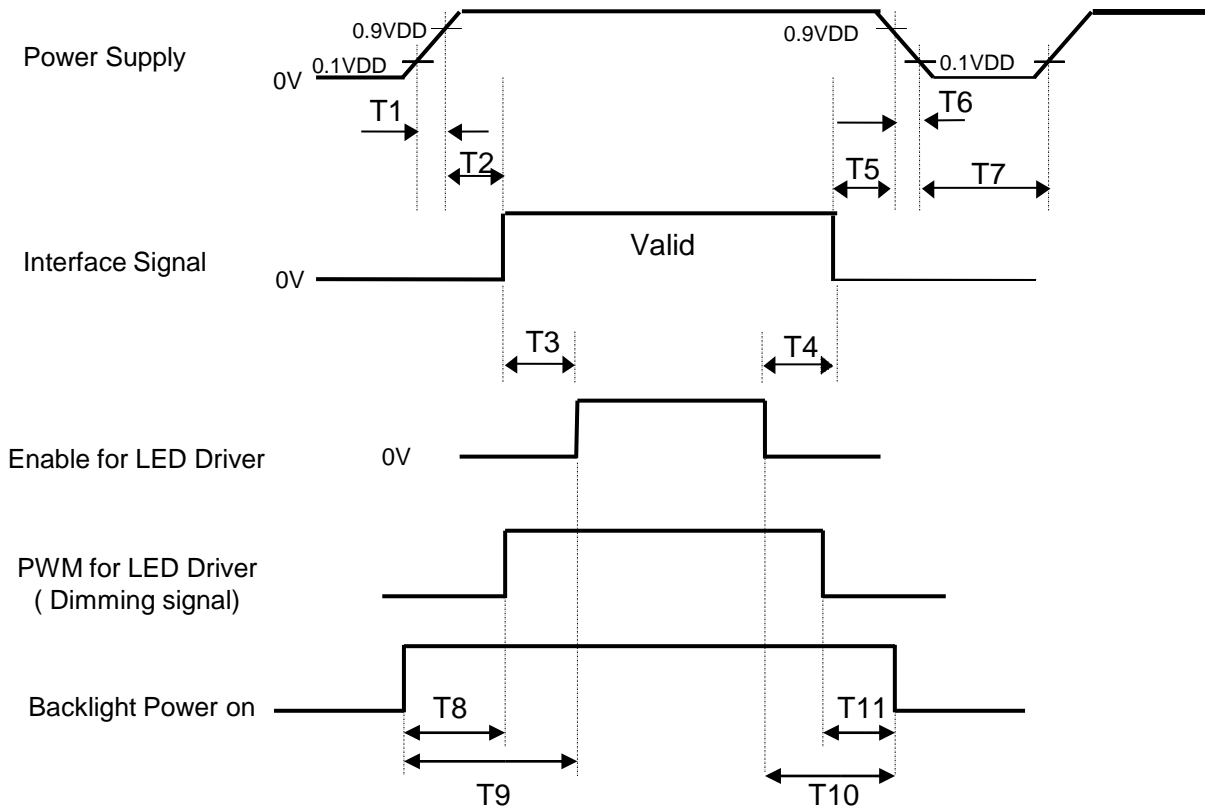 0.9VDD
0.9VDD
Power Supply
0.1VDD
0.1VDD
0V
T1
T6
T2
T5
T7
Valid
Interface Signal
0V
T3
T4
Enable for LED Driver
0V
PWM for LED Driver
( Dimming signal)
Backlight Power on
T8
T11
T9
T10